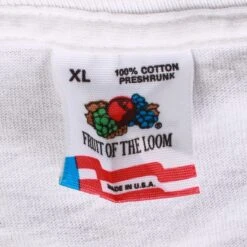 XL
100% COTTON
PRESHRUNK
®
FRUIT OF THE LOOM
MADE IN U.S.A.